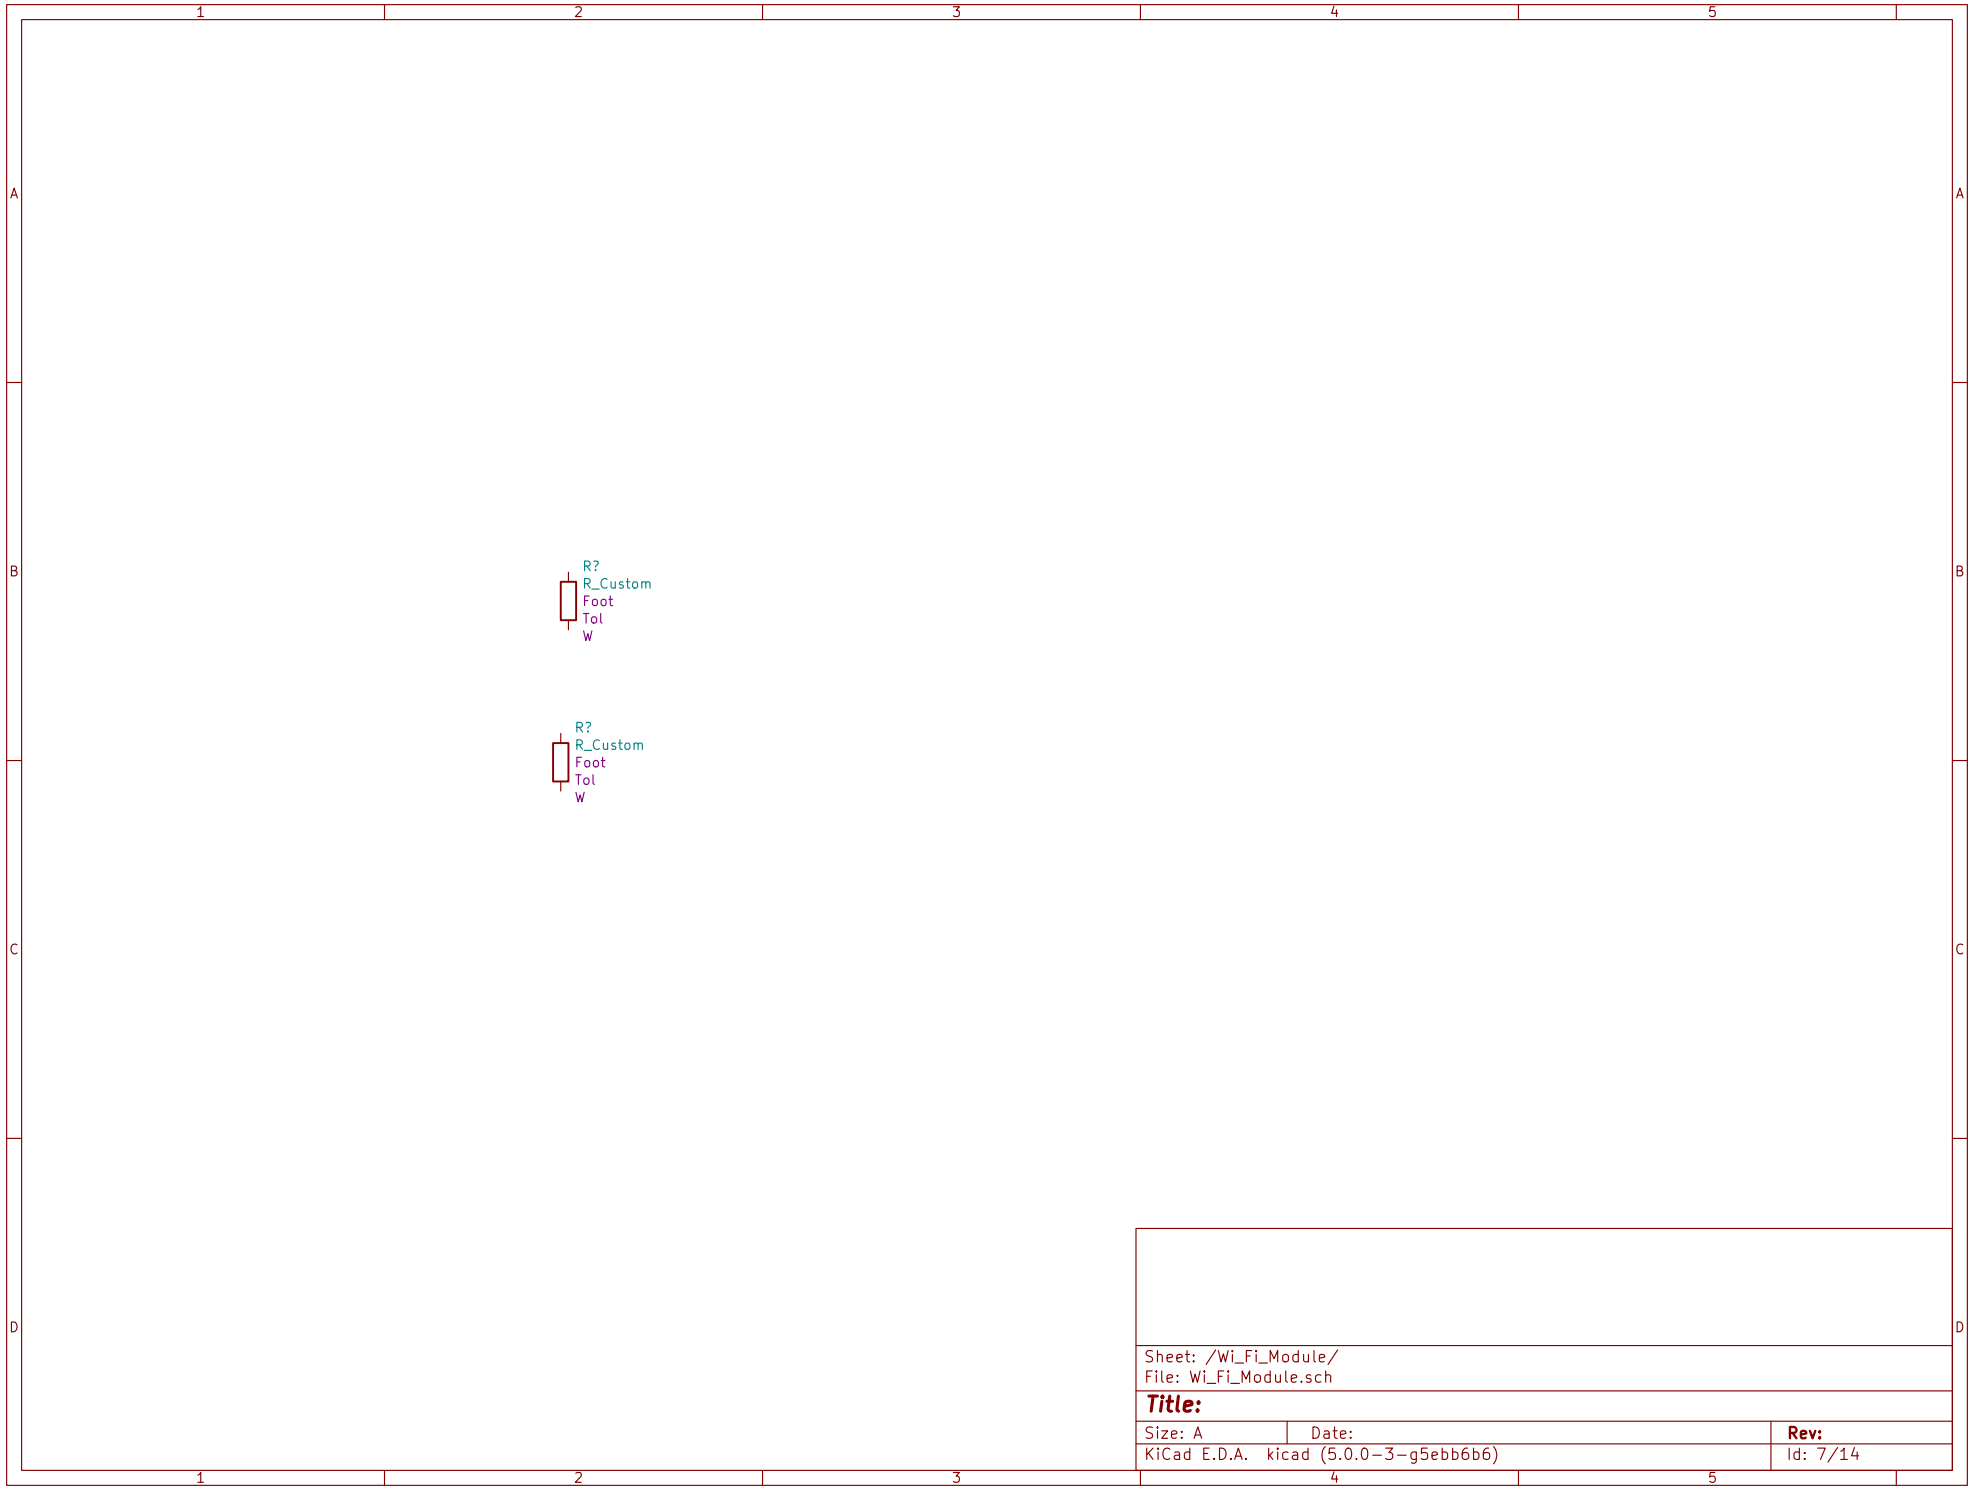 1 2 3 4 5
A A
R?
R_Custom
B Foot B
Tol
W
R?
R_Custom
Foot
Tol
W
C C
D D
Sheet: /Wi_Fi_Module/
File: Wi_Fi_Module.sch
Title:
Size: A Date: Rev:
KiCad E.D.A. kicad (5.0.0-3-g5ebb6b6) Id: 7/14
1 2 3 4 5